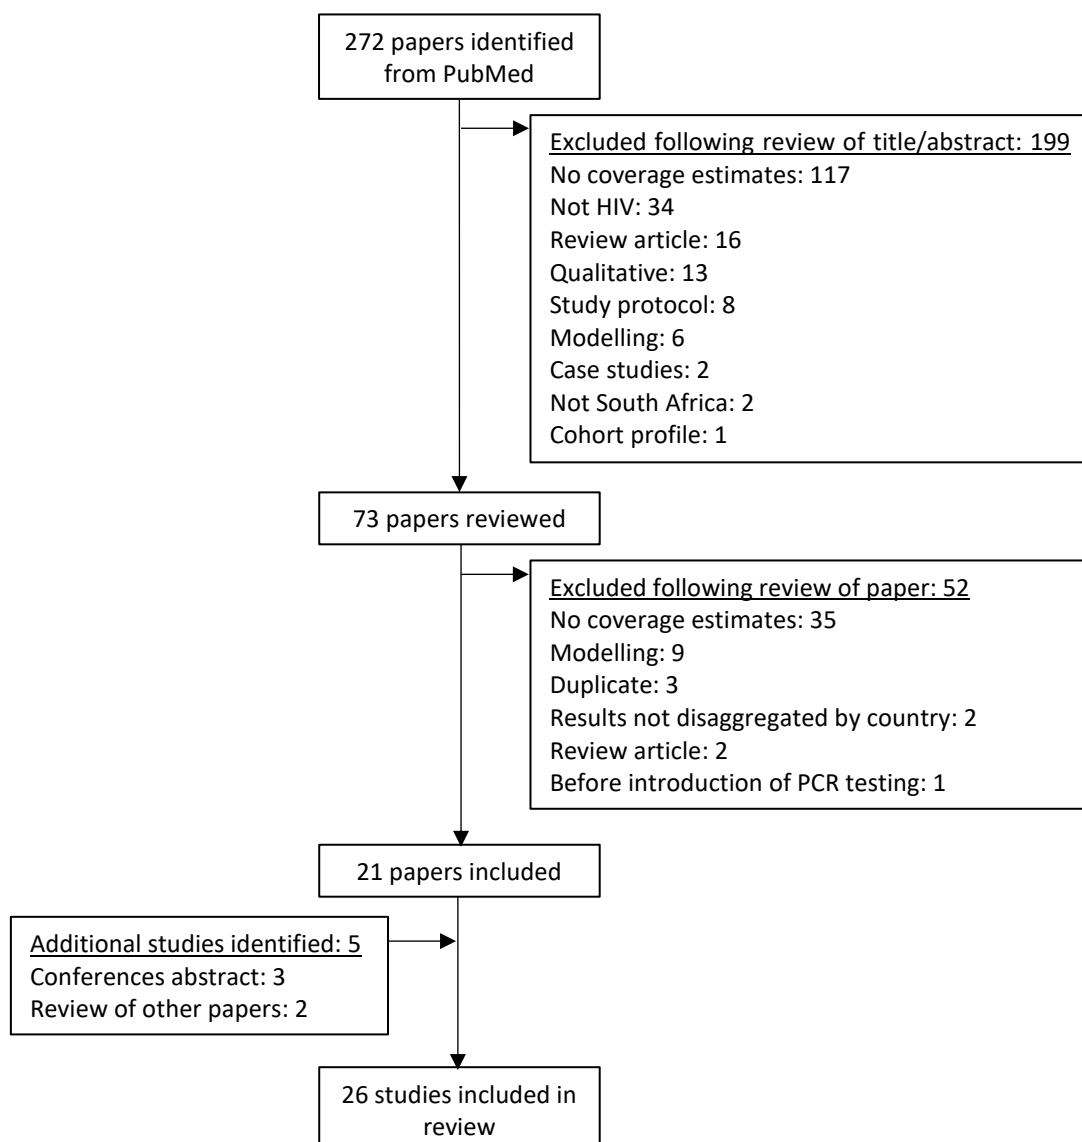 272 papers identified
from PubMed
Excluded following review of title/abstract: 199
No coverage estimates: 117
Not HIV: 34
Review article: 16
Qualitative: 13
Study protocol: 8
Modelling: 6
Case studies: 2
Not South Africa: 2
Cohort profile: 1
73 papers reviewed
Excluded following review of paper: 52
No coverage estimates: 35
Modelling: 9
Duplicate: 3
Results not disaggregated by country: 2
Review article: 2
Before introduction of PCR testing: 1
21 papers included
Additional studies identified: 5
Conferences abstract: 3
Review of other papers: 2
26 studies included in
review